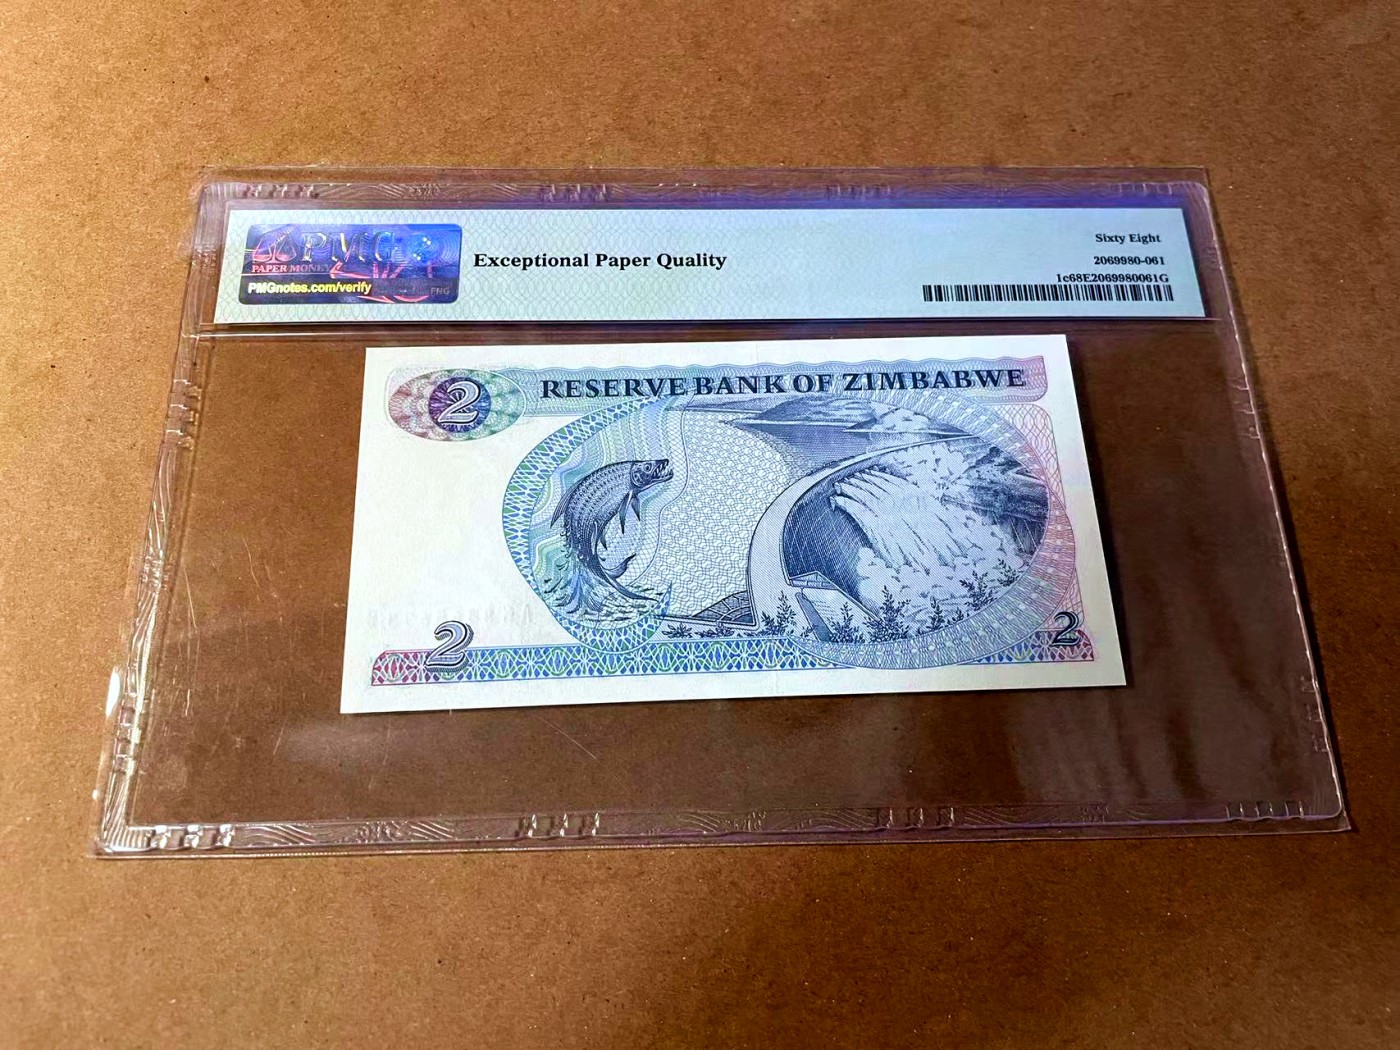 PMG
PAPER MONEY
PMGnotes.com/verify
ENG
Exceptional Paper Quality
Sixty Eight
2069980-061
1c68E2069980061G
2
RESERVE BANK OF ZIMBABWE
2
2